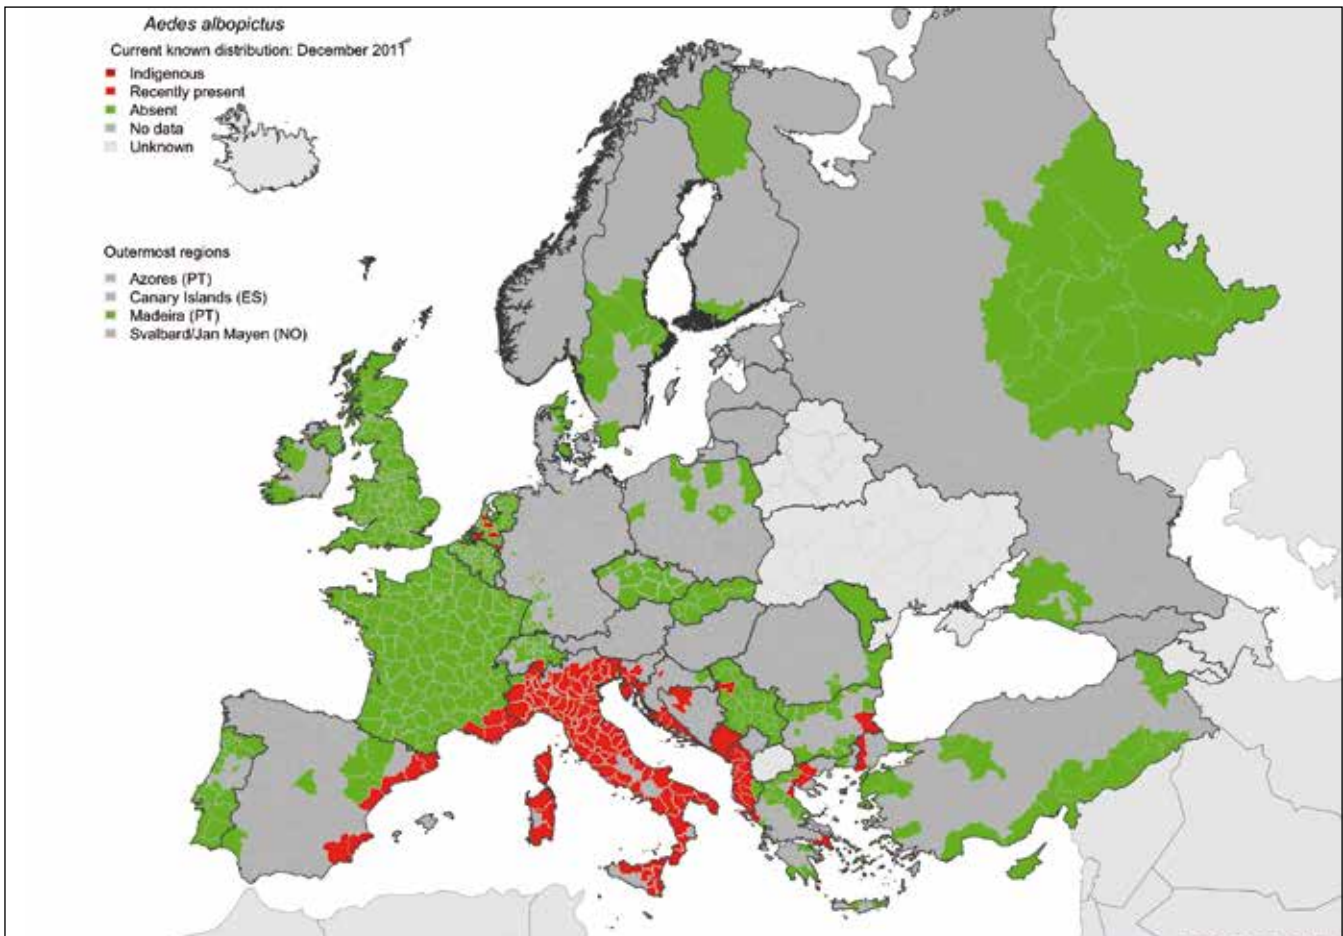 Aedes albopictus
Current known distribution: December 2011
Indigenous
Recently present
Absent
No data
Unknown
Outermost regions
Azores (PT)
Canary Islands (ES)
Madeira (PT)
Svalbard/Jan Mayen (NO)